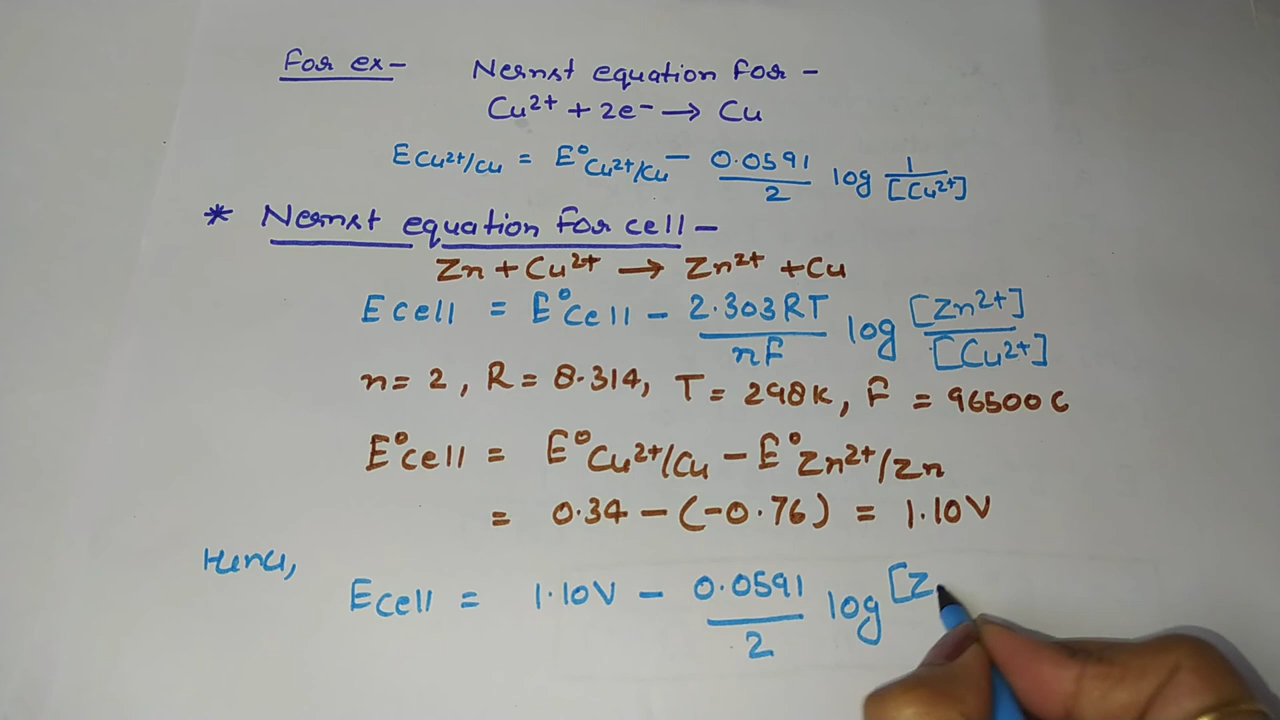 For ex- Nernst equation for -
Cu²⁺ + 2e⁻ → Cu
E Cu²⁺/Cu = E° Cu²⁺/Cu - 0.0591/2 log 1/[Cu²⁺]
* Nernst equation for cell -
Zn + Cu²⁺ → Zn²⁺ + Cu
Ecell = E°cell - 2.303RT/nF log [Zn²⁺]/[Cu²⁺]
n = 2, R = 8.314, T = 298K, F = 96500 C
E°cell = E°Cu²⁺/Cu - E°Zn²⁺/Zn
= 0.34 - (-0.76) = 1.10V
Hence,
Ecell = 1.10V - 0.0591/2 log [Z